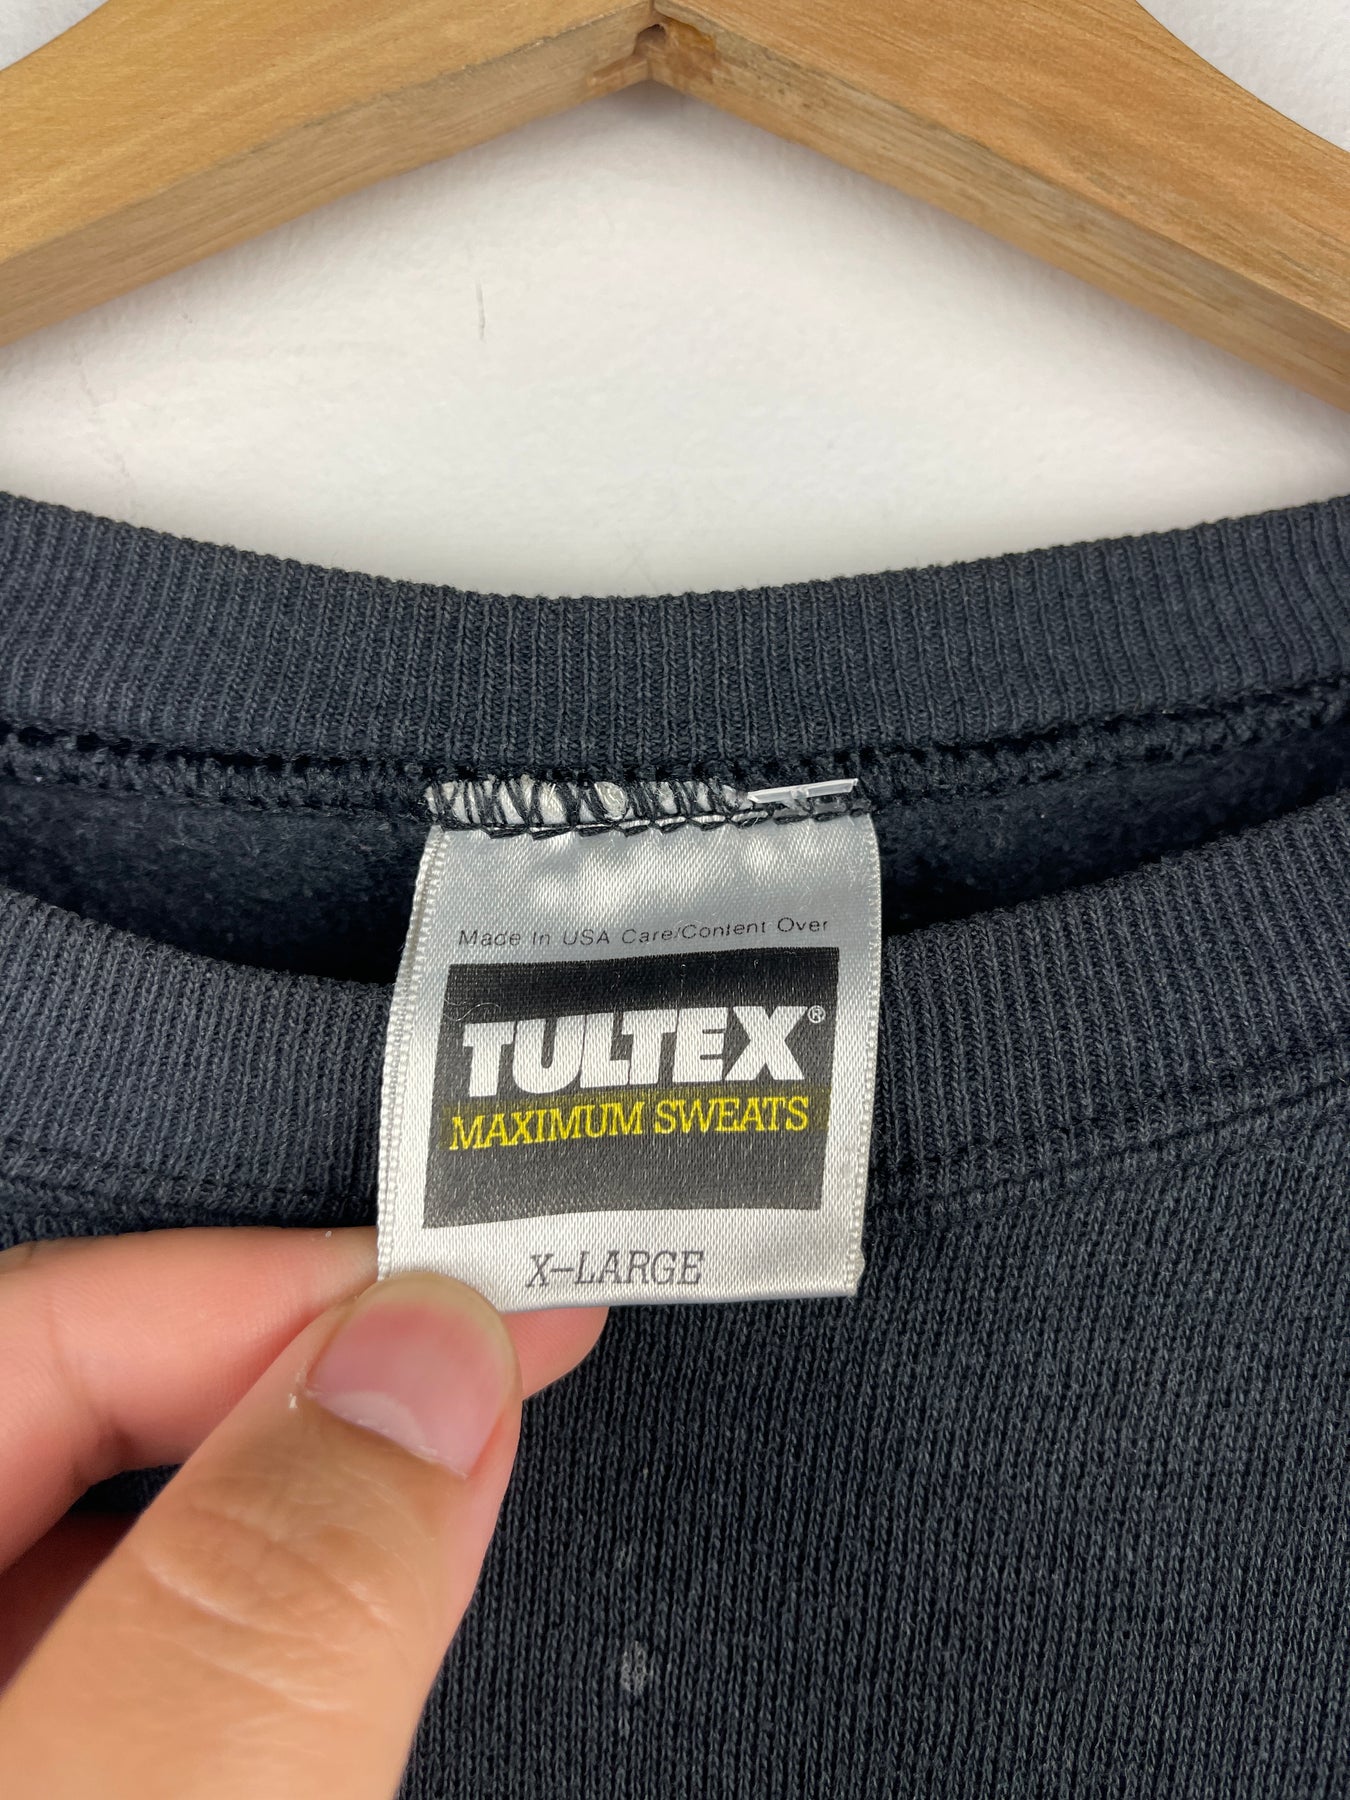 Made In USA Care/Content Over
TULTEX®
MAXIMUM SWEATS
X-LARGE